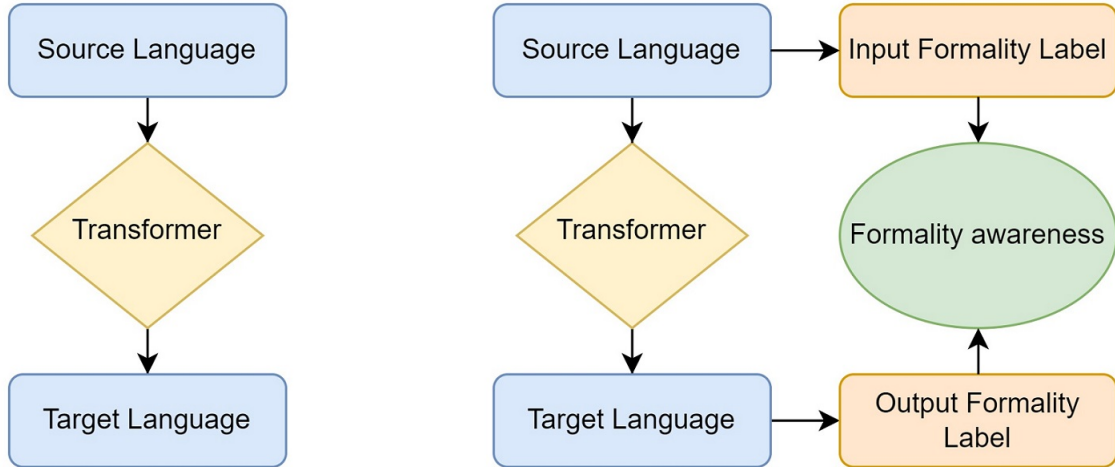 Source Language
Transformer
Target Language
Source Language
Input Formality Label
Transformer
Formality awareness
Target Language
Output Formality
Label